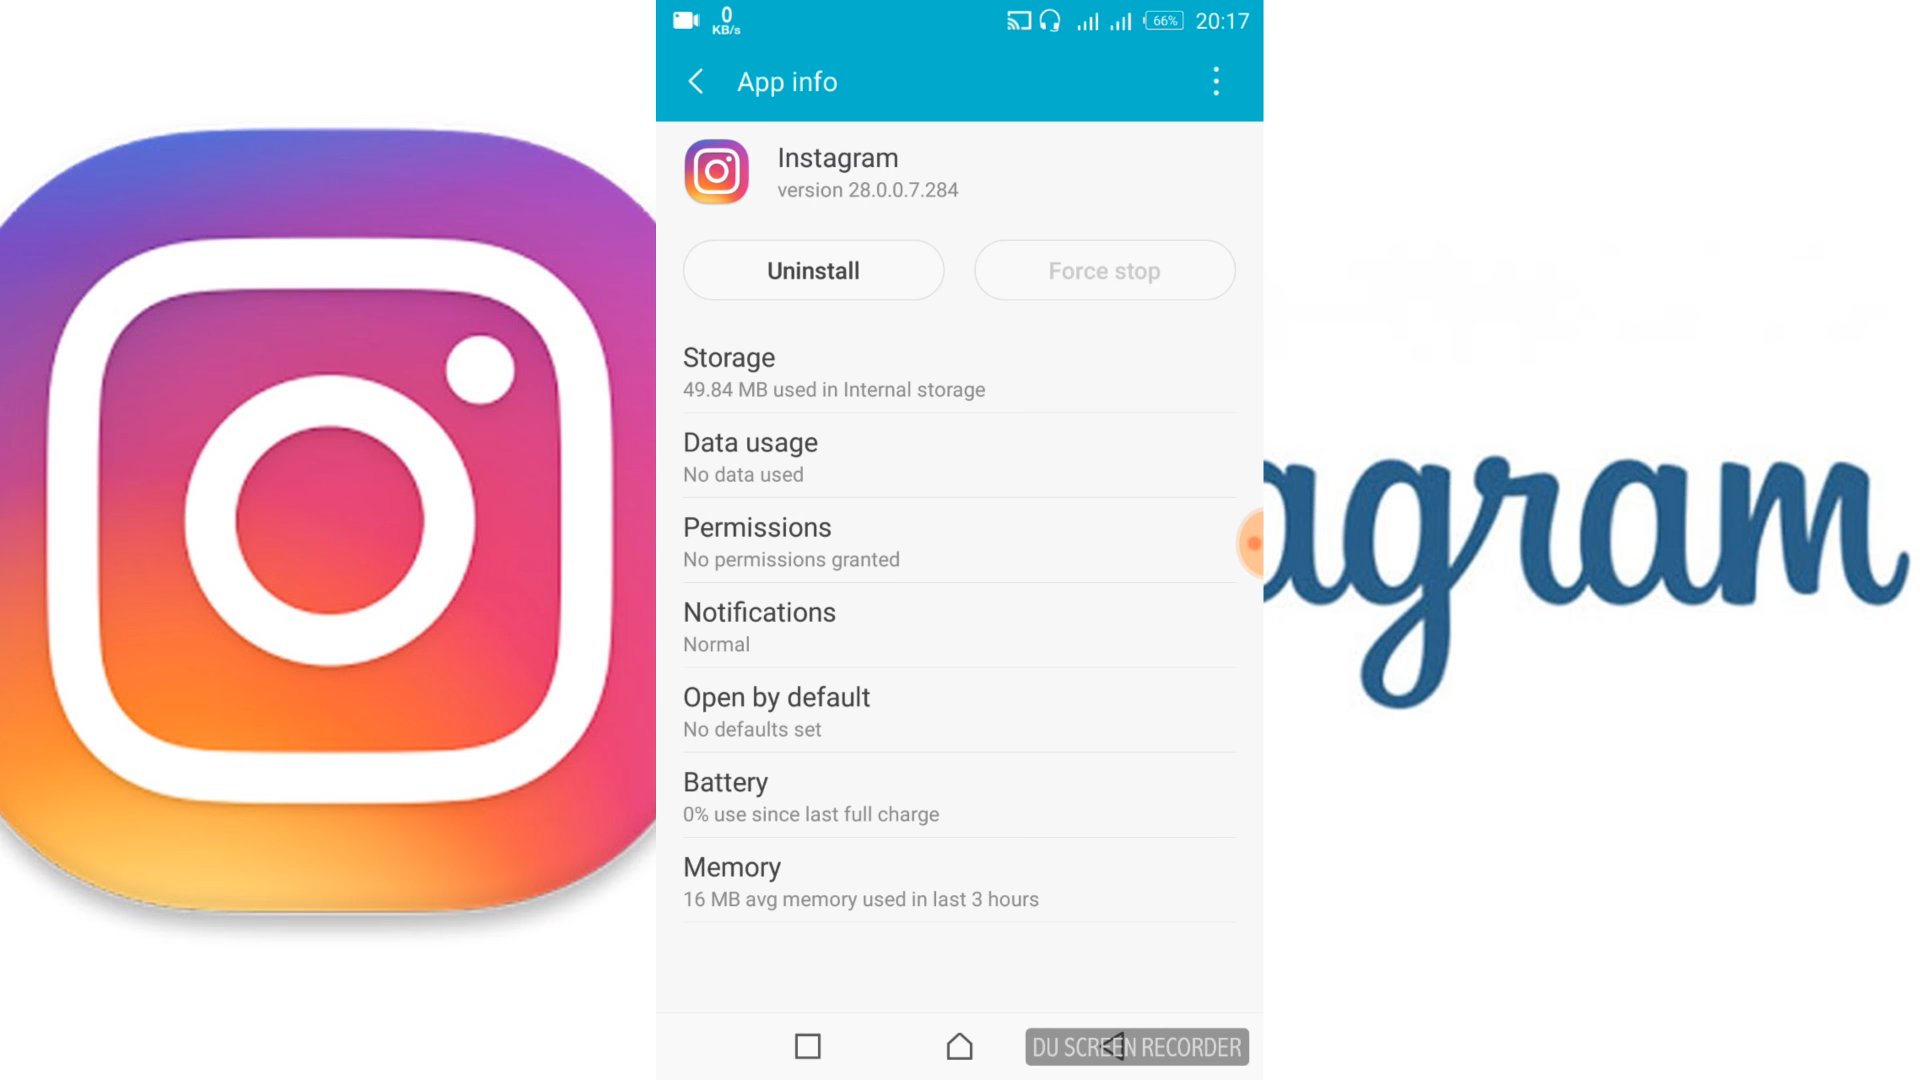 0
KB/s
66%
20:17
App info
Instagram
version 28.0.0.7.284
Uninstall
Force stop
Storage
49.84 MB used in Internal storage
Data usage
No data used
Permissions
No permissions granted
Notifications
Normal
Open by default
No defaults set
Battery
0% use since last full charge
Memory
16 MB avg memory used in last 3 hours
DU SCREEN RECORDER
agram